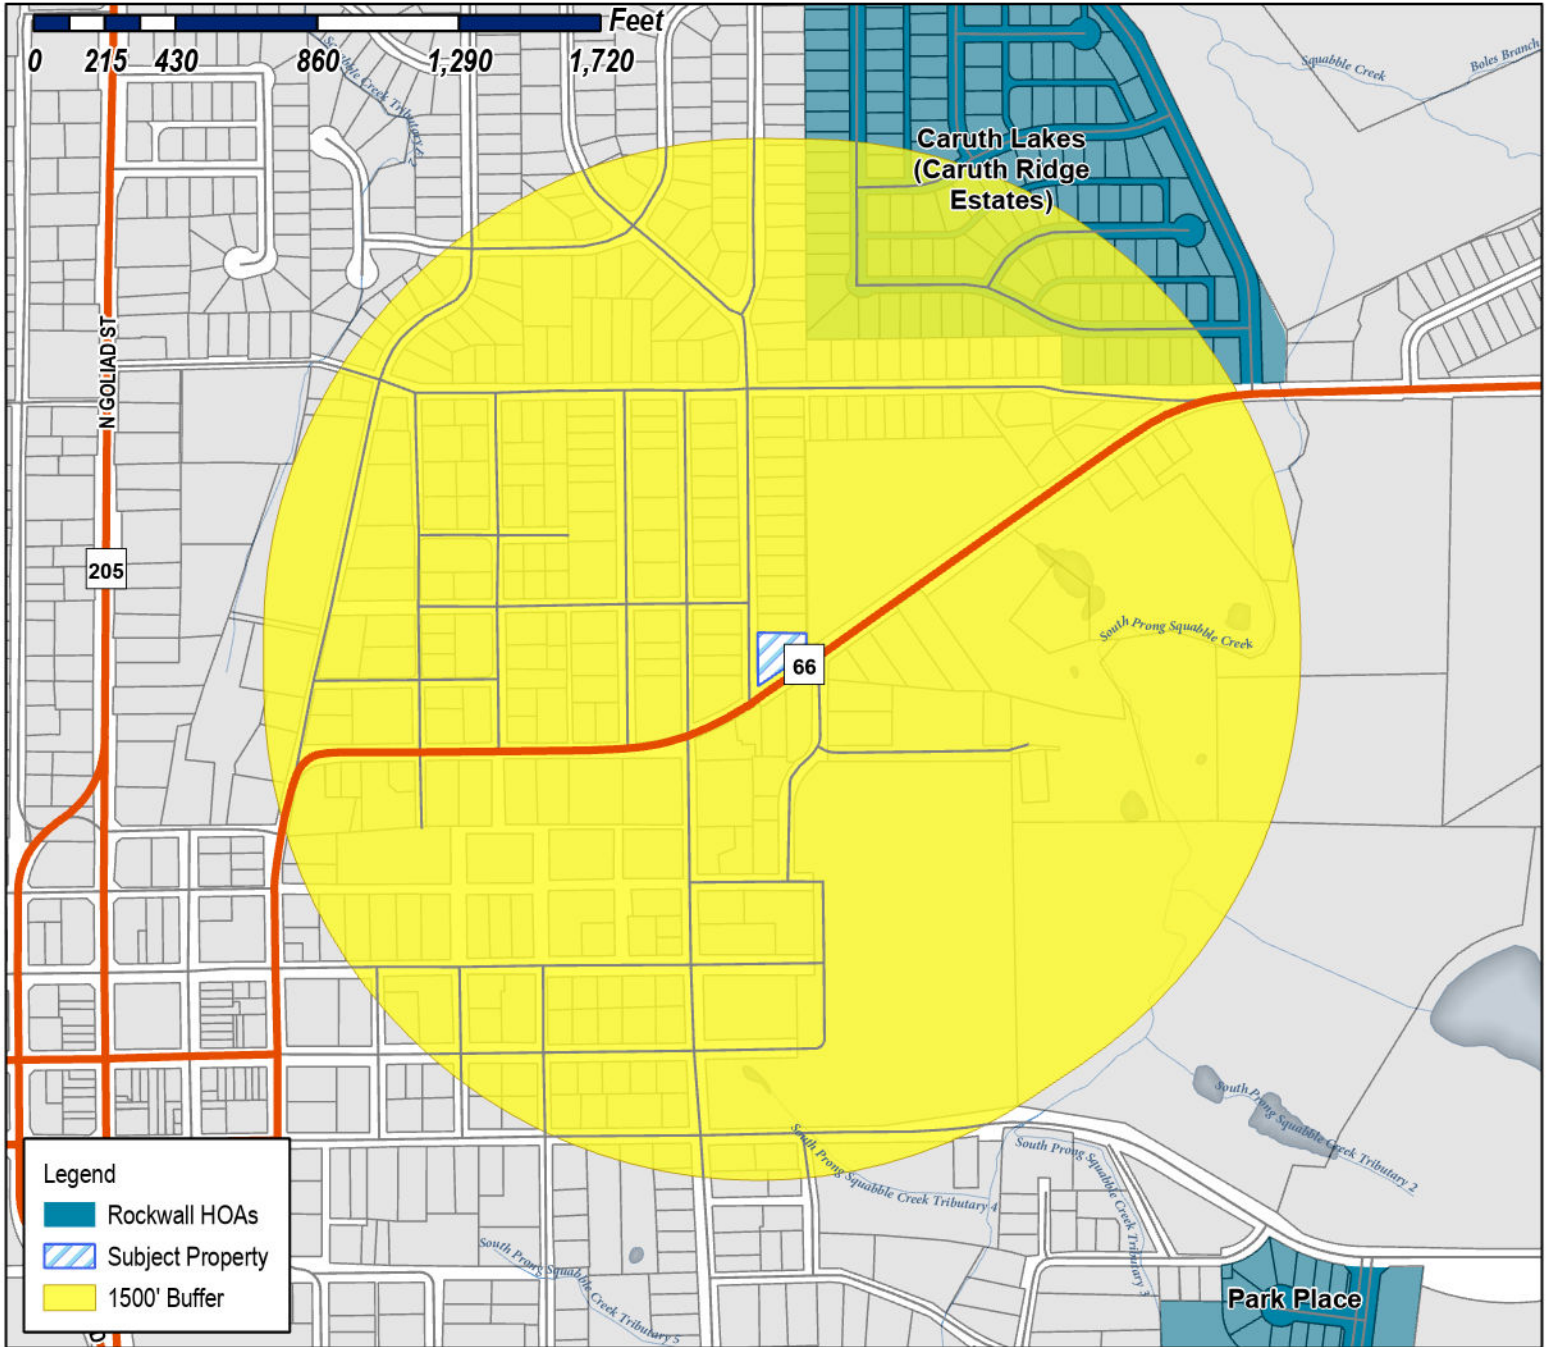 Feet
0 215 430 860 1,290 1,720
Squabble Creek
Boles Branch
Caruth Lakes
(Caruth Ridge
Estates)
N GOLIAD ST
205
66
South Prong Squabble Creek
South Prong Squabble Creek Tributary 2
South Prong Squabble Creek Tributary 4
South Prong Squabble Creek Tributary 3
South Prong Squabble Creek Tributary 5
Park Place
Legend
Rockwall HOAs
Subject Property
1500' Buffer